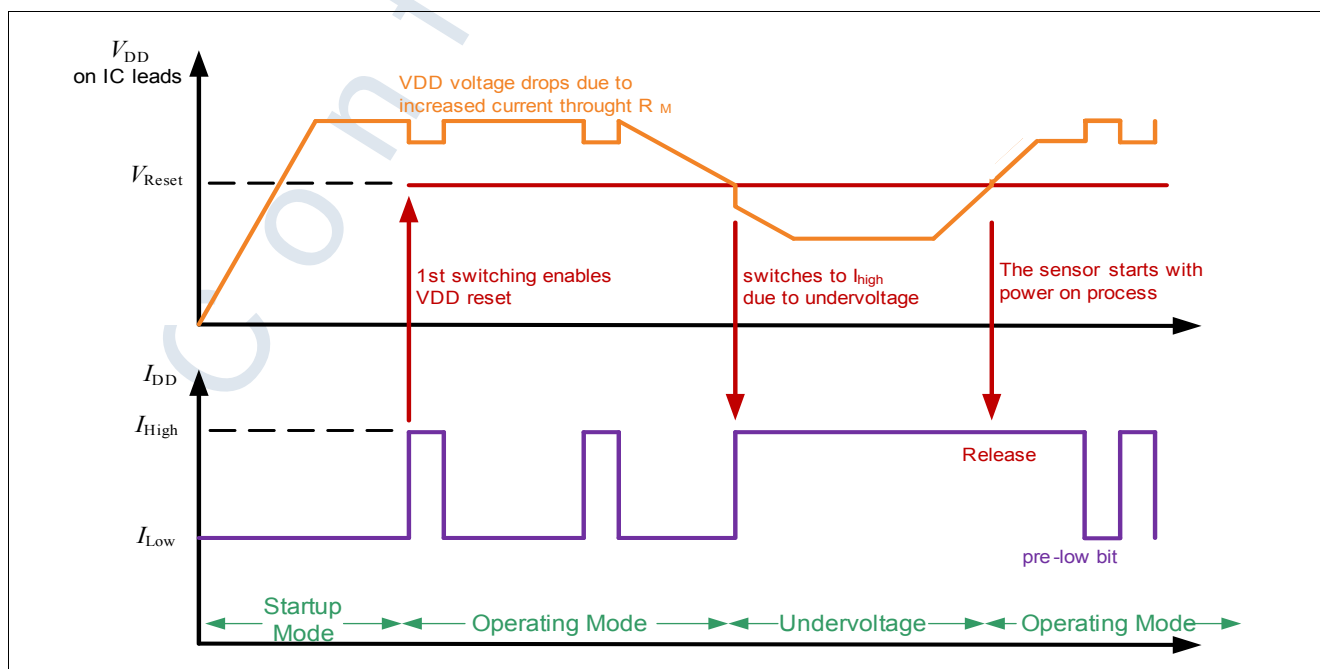 VDD
on IC leads
VDD voltage drops due to
increased current throught R M
VReset
1st switching enables
VDD reset
switches to Ihigh
due to undervoltage
The sensor starts with
power on process
IDD
IHigh
Release
ILow
pre-low bit
Startup
Mode
Operating Mode
Undervoltage
Operating Mode
C o n f